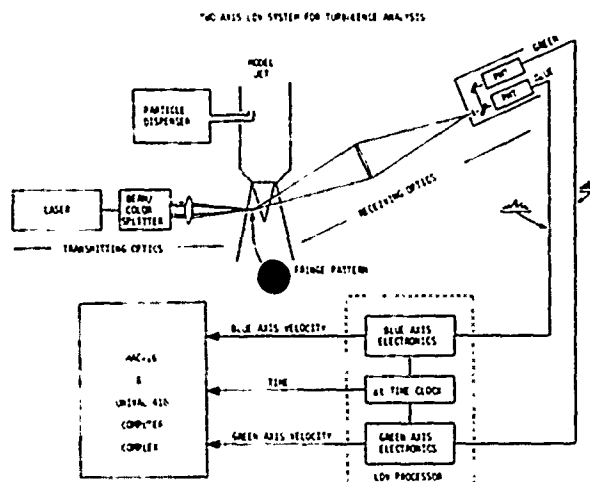 TWO AXIS LDV SYSTEM FOR TURBULENCE ANALYSIS
MODEL
JET
PARTICLE
DISPENSER
GREEN
PMT
PMT
BLUE
LASER
BEAM/
COLOR
SPLITTER
RECEIVING OPTICS
TRANSMITTING OPTICS
FRINGE PATTERN
&
COMPUTER
COMPLEX
BLUE AXIS VELOCITY
BLUE AXIS
ELECTRONICS
TIME
Δt TIME CLOCK
GREEN AXIS VELOCITY
GREEN AXIS
ELECTRONICS
LDV PROCESSOR